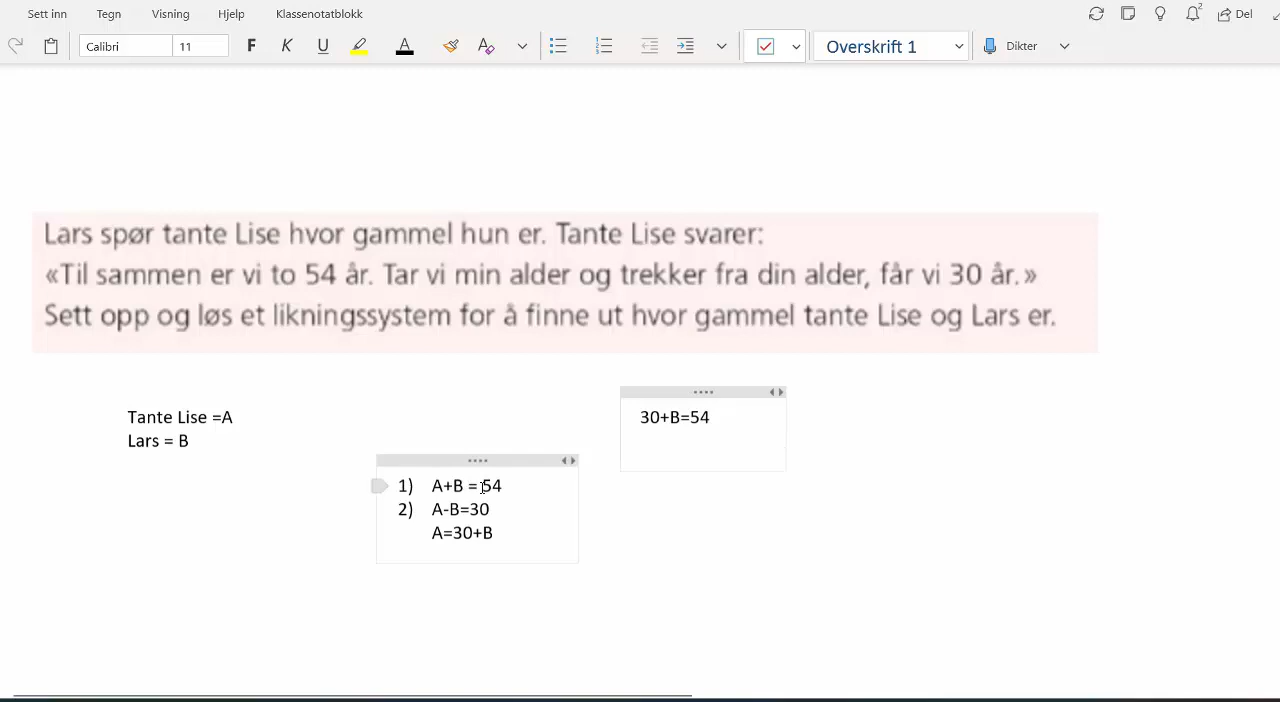 Sett inn Tegn Visning Hjelp Klassenotatblokk 2 Del
Calibri 11 F K U A A Overskrift 1 Dikter
Lars spør tante Lise hvor gammel hun er. Tante Lise svarer:
«Til sammen er vi to 54 år. Tar vi min alder og trekker fra din alder, får vi 30 år.»
Sett opp og løs et likningssystem for å finne ut hvor gammel tante Lise og Lars er.
Tante Lise =A
Lars = B
30+B=54
1) A+B = 54
2) A-B=30
A=30+B